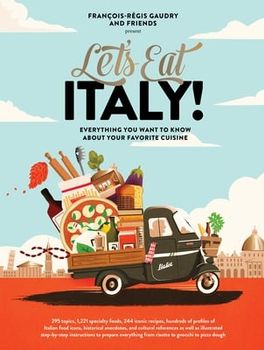 FRANÇOIS-RÉGIS GAUDRY
AND FRIENDS
present
Let's Eat
ITALY!
EVERYTHING YOU WANT TO KNOW
ABOUT YOUR FAVORITE CUISINE
Italia
295 topics, 1,221 specialty foods, 244 iconic recipes, hundreds of profiles of
Italian food icons, historical anecdotes, and cultural references as well as illustrated
step-by-step instructions to prepare everything from risotto to gnocchi to pizza dough